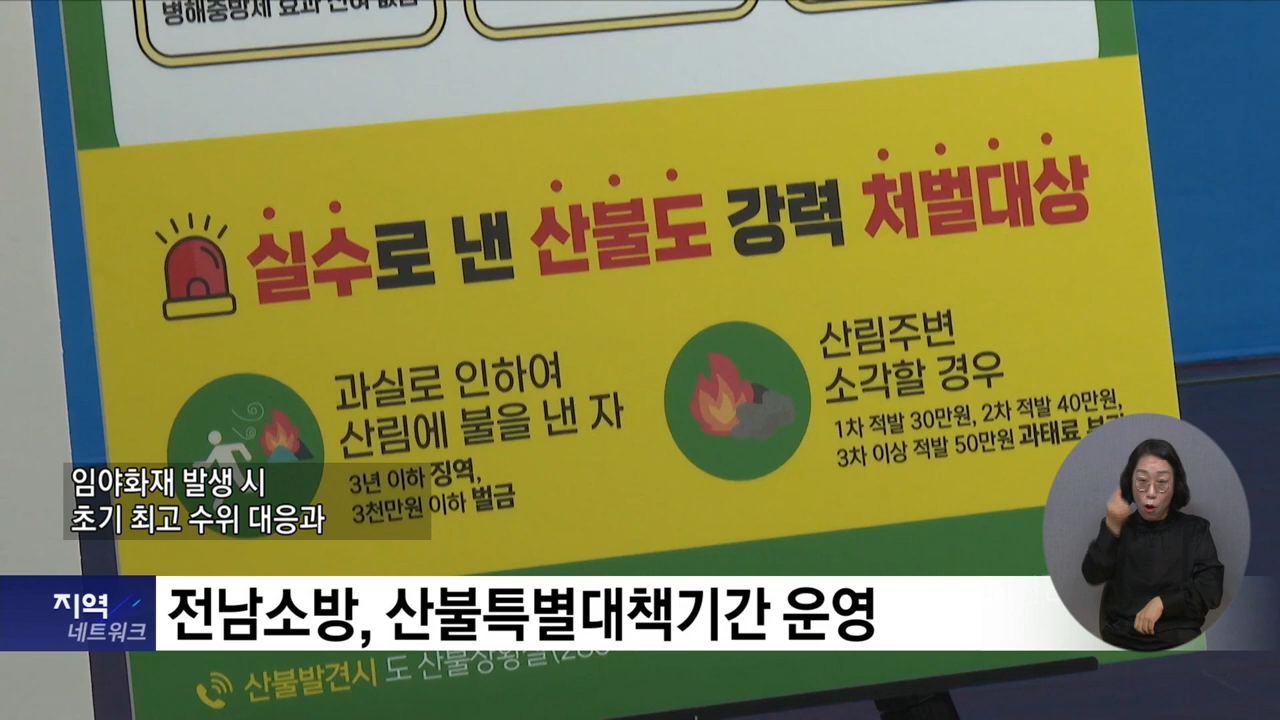 병해충방제 효과 전혀 없음
실수로 낸 산불도 강력 처벌대상
과실로 인하여
산림에 불을 낸 자
3년 이하 징역,
3천만원 이하 벌금
산림주변
소각할 경우
1차 적발 30만원, 2차 적발 40만원,
3차 이상 적발 50만원 과태료
임야화재 발생 시
초기 최고 수위 대응과
지역
네트워크
전남소방, 산불특별대책기간 운영
산불발견시 도 산불상황실